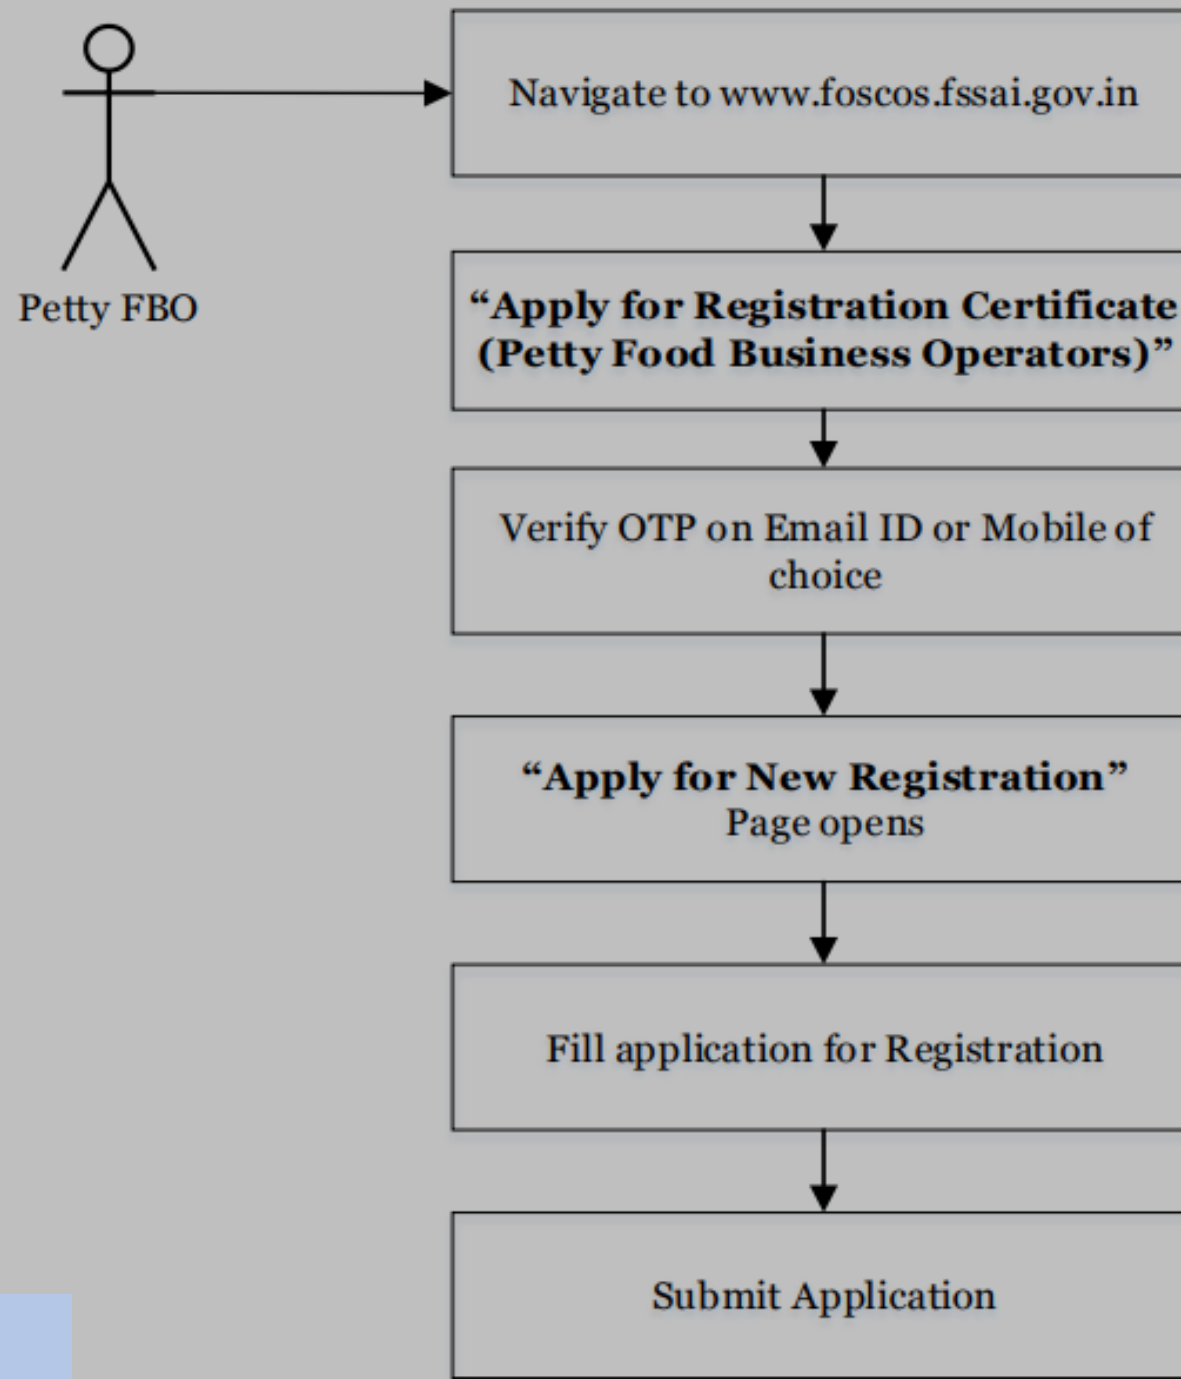 Navigate to www.foscos.fssai.gov.in
Petty FBO
“Apply for Registration Certificate
(Petty Food Business Operators)”
Verify OTP on Email ID or Mobile of
choice
“Apply for New Registration”
Page opens
Fill application for Registration
Submit Application